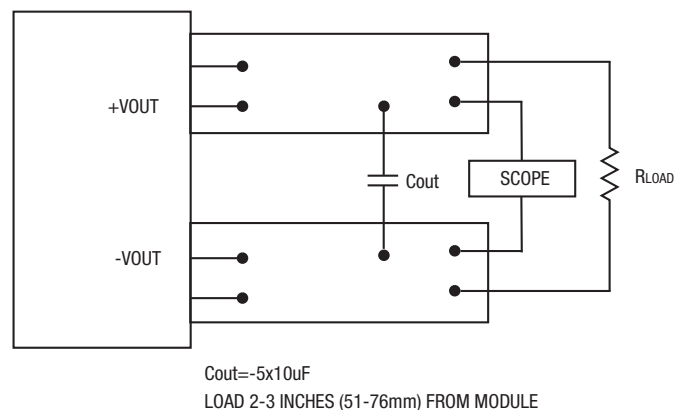 +VOUT
Cout
SCOPE
RLOAD
-VOUT
Cout=-5x10uF
LOAD 2-3 INCHES (51-76mm) FROM MODULE